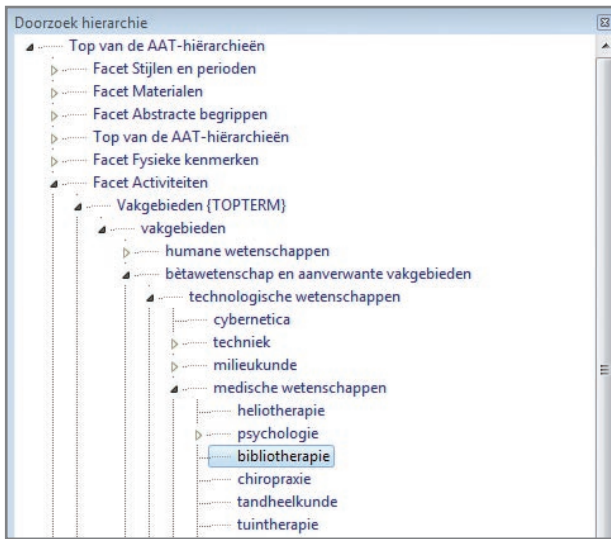 Doorzoek hierarchie
Top van de AAT-hiërarchieën
Facet Stijlen en perioden
Facet Materialen
Facet Abstracte begrippen
Top van de AAT-hiërarchieën
Facet Fysieke kenmerken
Facet Activiteiten
Vakgebieden {TOPTERM}
vakgebieden
humane wetenschappen
bètawetenschap en aanverwante vakgebieden
technologische wetenschappen
cybernetica
techniek
milieukunde
medische wetenschappen
heliotherapie
psychologie
bibliotherapie
chiropraxie
tandheelkunde
tuintherapie